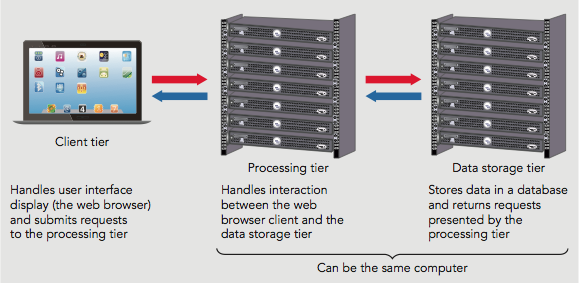 Client tier
Processing tier
Data storage tier
Handles user interface
display (the web browser)
and submits requests
to the processing tier
Handles interaction
between the web
browser client and the
data storage tier
Stores data in a database
and returns requests
presented by the
processing tier
Can be the same computer